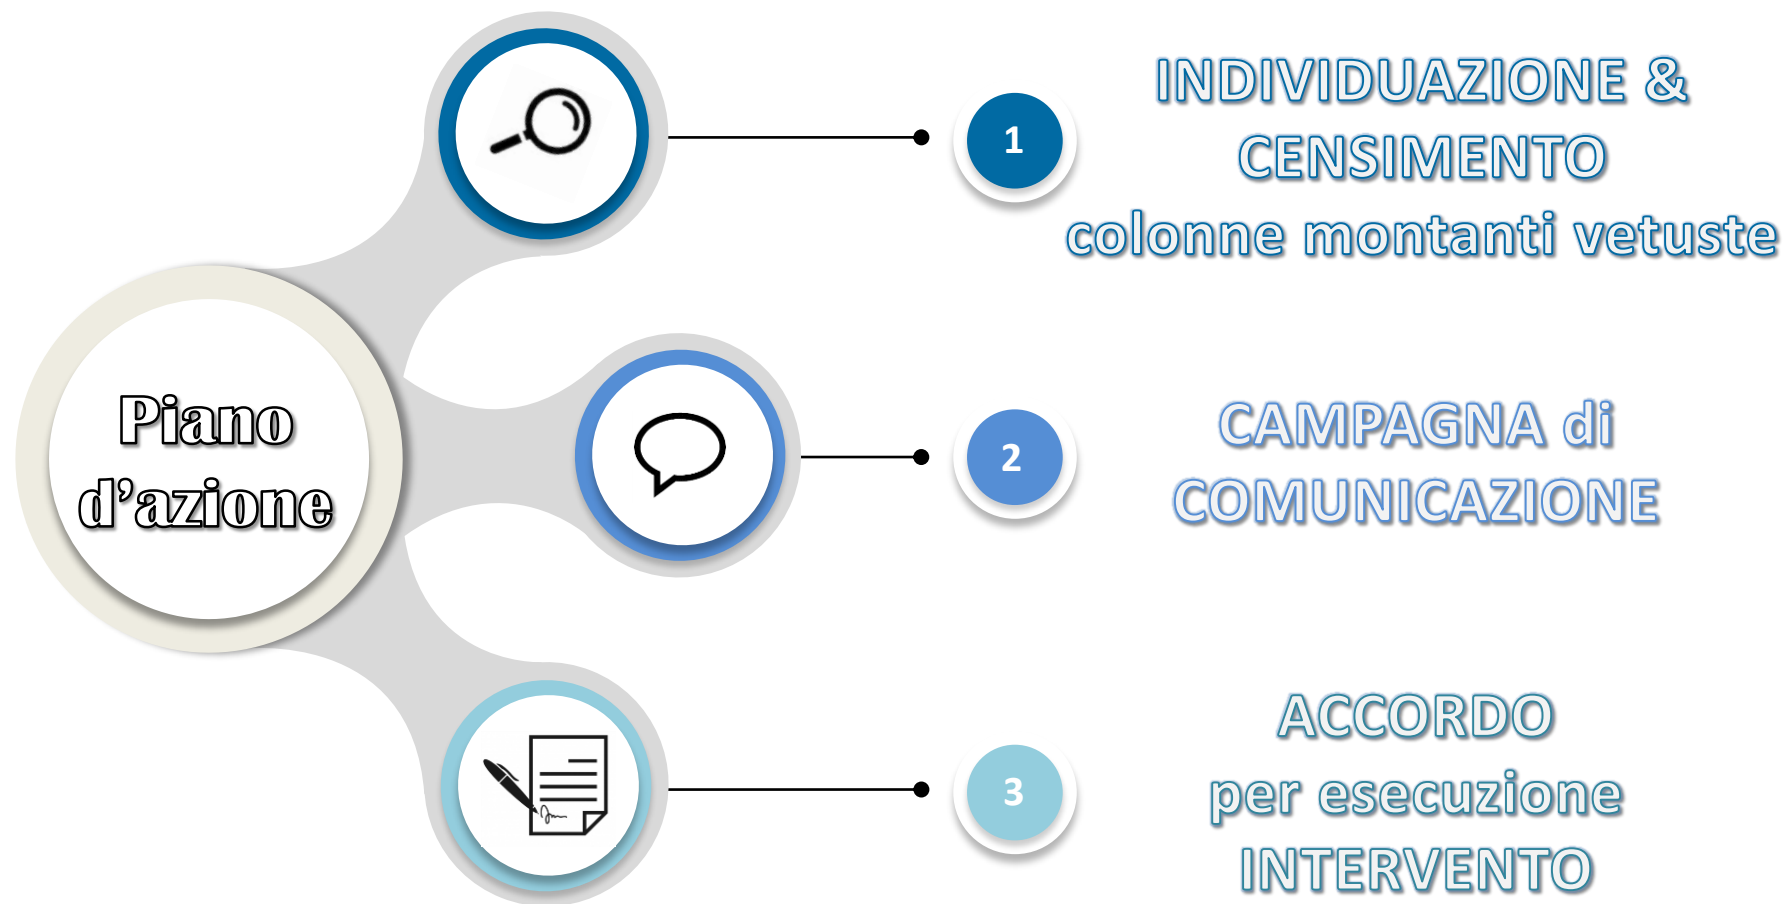 Piano
d’azione
1
INDIVIDUAZIONE &
CENSIMENTO
colonne montanti vetuste
2
CAMPAGNA di
COMUNICAZIONE
3
ACCORDO
per esecuzione
INTERVENTO